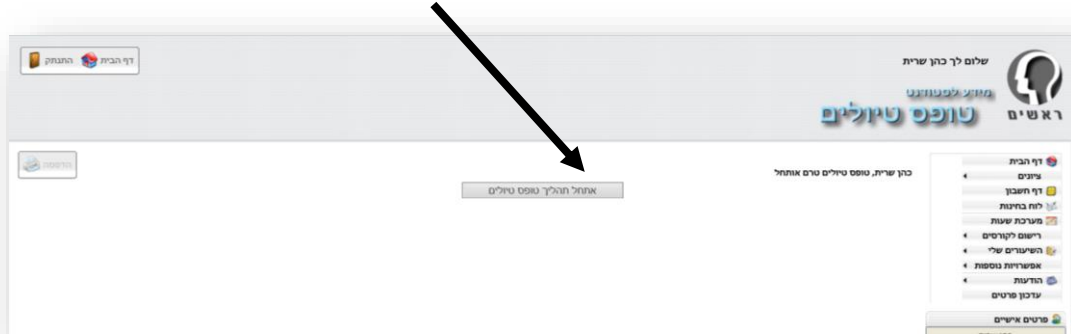 שלום לך כהן שרית
דף הבית
התנתק
מידע לסטודנט
טופס טיולים
ראשים
הדפסה
כהן שרית, טופס טיולים טרם אותחל
אתחל תהליך טופס טיולים
דף הבית
ציונים
דף חשבון
לוח בחינות
מערכת שעות
רישום לקורסים
השיעורים שלי
אפשרויות נוספות
הודעות
עדכון פרטים
פרטים אישיים